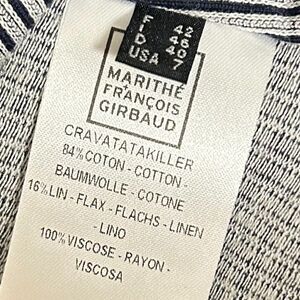 F 42
I 46
D 40
USA 7
MARITHÉ
+
FRANÇOIS
GIRBAUD
CRAVATATAKILLER
84% COTON - COTTON -
BAUMWOLLE - COTONE
16% LIN - FLAX - FLACHS - LINEN
- LINO
100% VISCOSE - RAYON -
VISCOSA